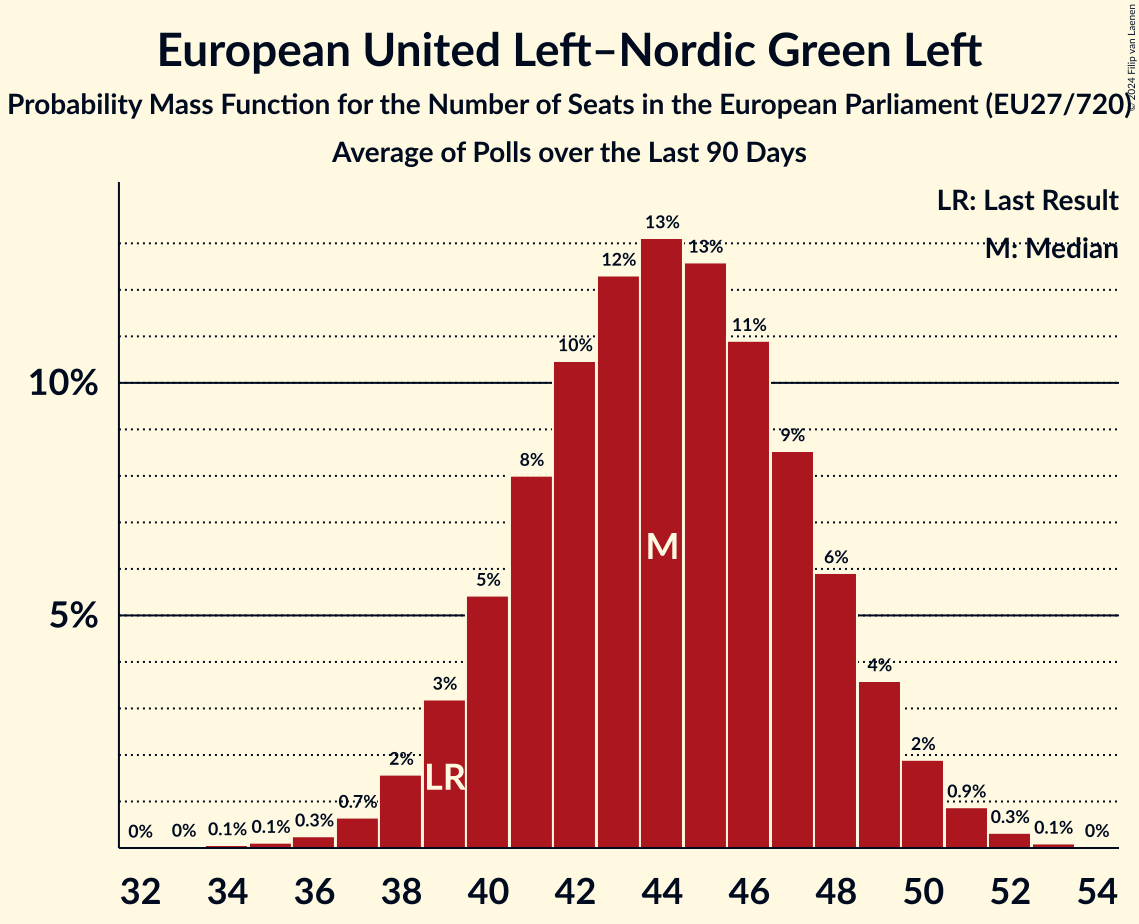 European United Left–Nordic Green Left
Probability Mass Function for the Number of Seats in the European Parliament (EU27/720)
Average of Polls over the Last 90 Days
© 2024 Filip van Laenen
LR: Last Result
M: Median
10%
5%
0%
0%
0.1%
0.1%
0.3%
0.7%
2%
3%
5%
8%
10%
12%
13%
13%
11%
9%
6%
4%
2%
0.9%
0.3%
0.1%
0%
LR
M
32 34 36 38 40 42 44 46 48 50 52 54